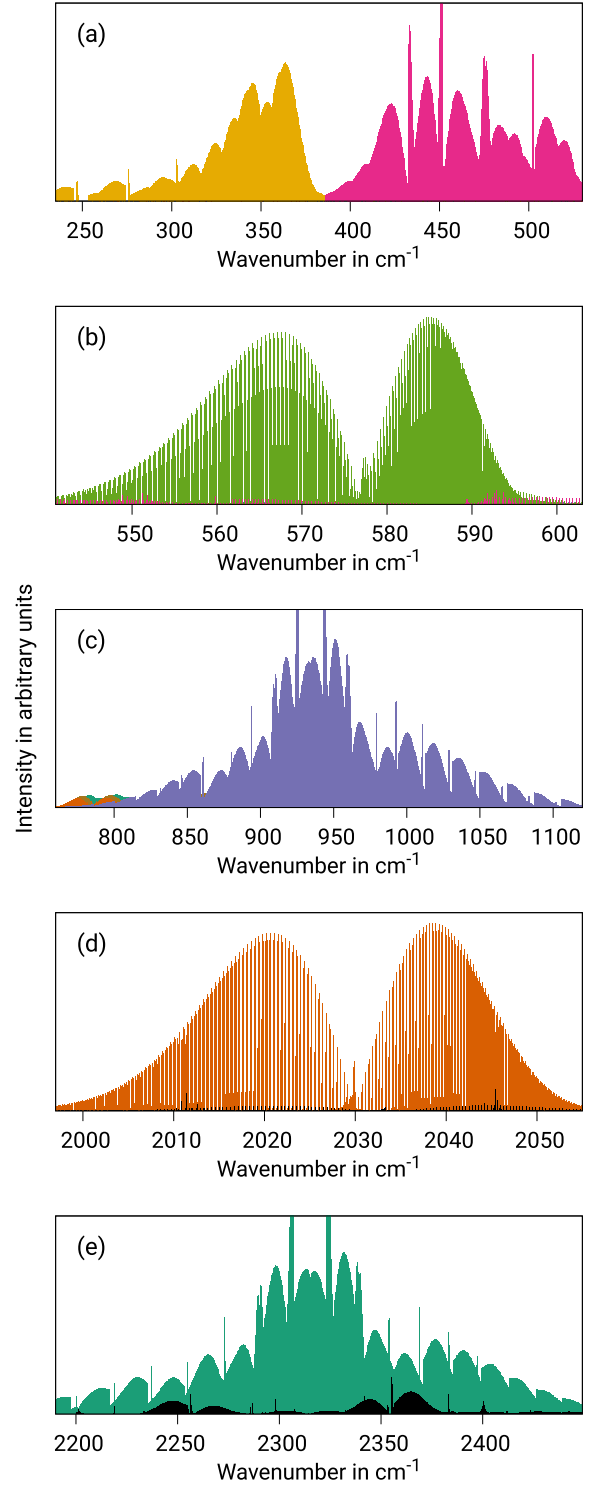 (a)
250 300 350 400 450 500
Wavenumber in cm-1
(b)
550 560 570 580 590 600
Wavenumber in cm-1
Intensity in arbitrary units
(c)
800 850 900 950 1000 1050 1100
Wavenumber in cm-1
(d)
2000 2010 2020 2030 2040 2050
Wavenumber in cm-1
(e)
2200 2250 2300 2350 2400
Wavenumber in cm-1